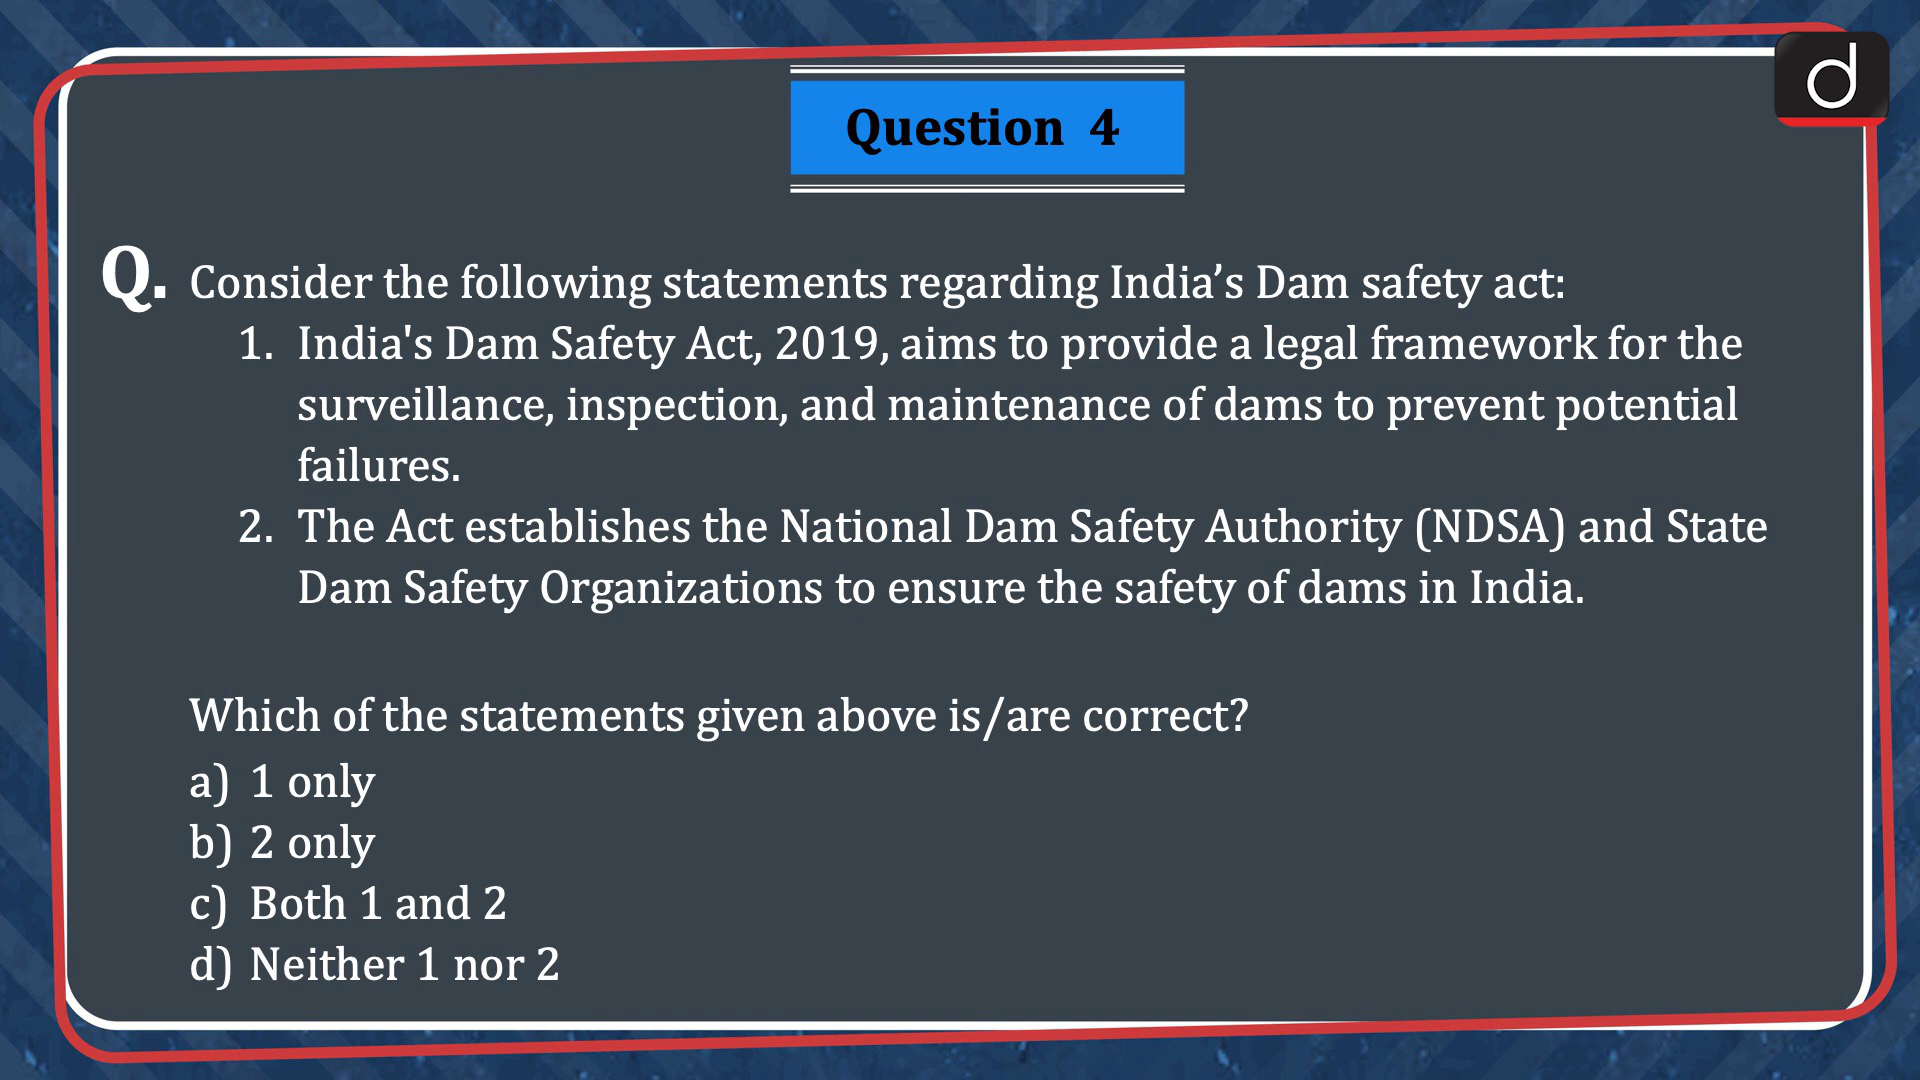 Question 4
Q. Consider the following statements regarding India’s Dam safety act:
1. India's Dam Safety Act, 2019, aims to provide a legal framework for the
surveillance, inspection, and maintenance of dams to prevent potential
failures.
2. The Act establishes the National Dam Safety Authority (NDSA) and State
Dam Safety Organizations to ensure the safety of dams in India.
Which of the statements given above is/are correct?
a) 1 only
b) 2 only
c) Both 1 and 2
d) Neither 1 nor 2